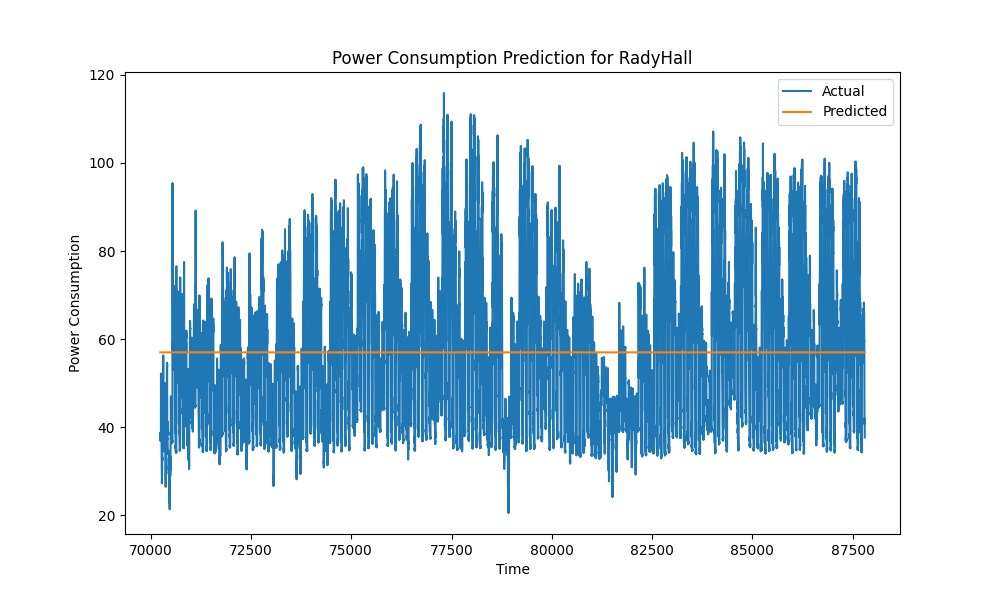 Power Consumption Prediction for RadyHall
Actual
Predicted
Power Consumption
120
100
80
60
40
20
70000 72500 75000 77500 80000 82500 85000 87500
Time